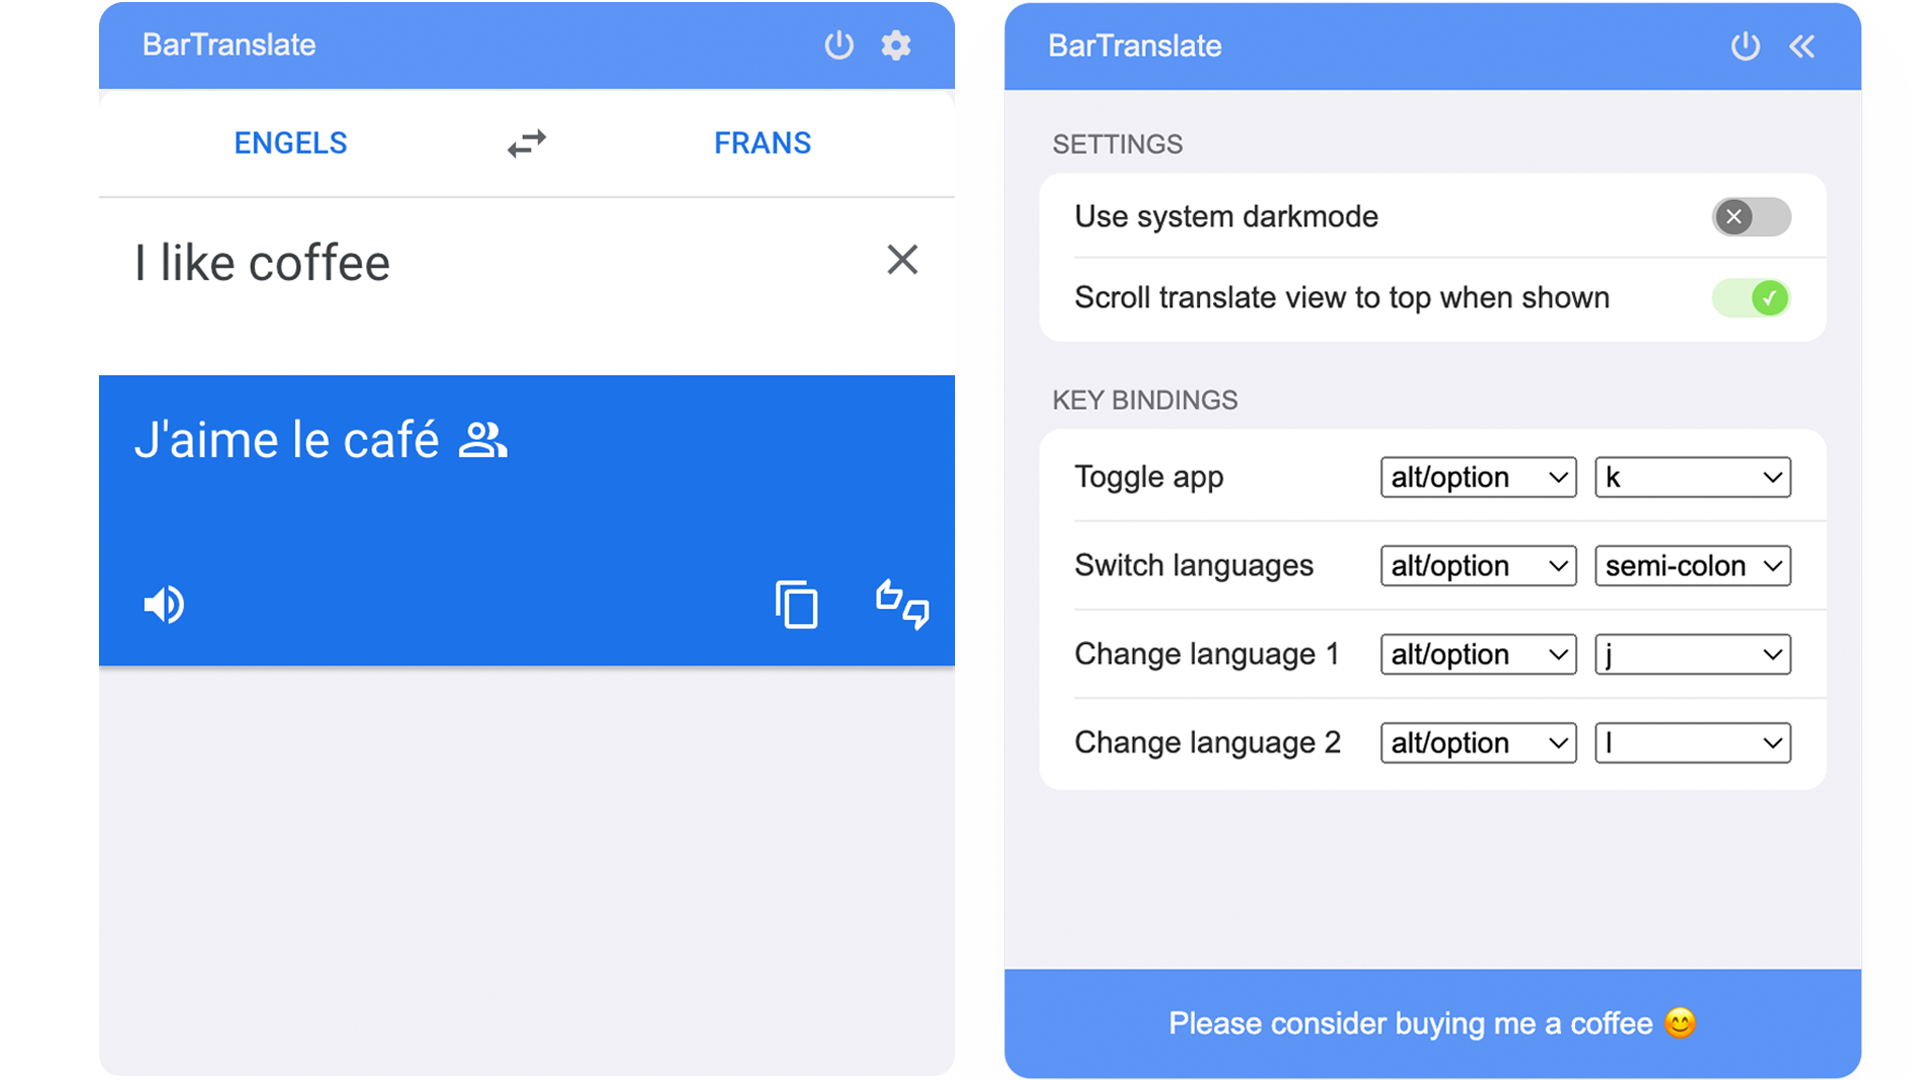 BarTranslate
ENGELS
FRANS
I like coffee
J'aime le café
BarTranslate
SETTINGS
Use system darkmode
Scroll translate view to top when shown
KEY BINDINGS
Toggle app alt/option k
Switch languages alt/option semi-colon
Change language 1 alt/option j
Change language 2 alt/option l
Please consider buying me a coffee 😊